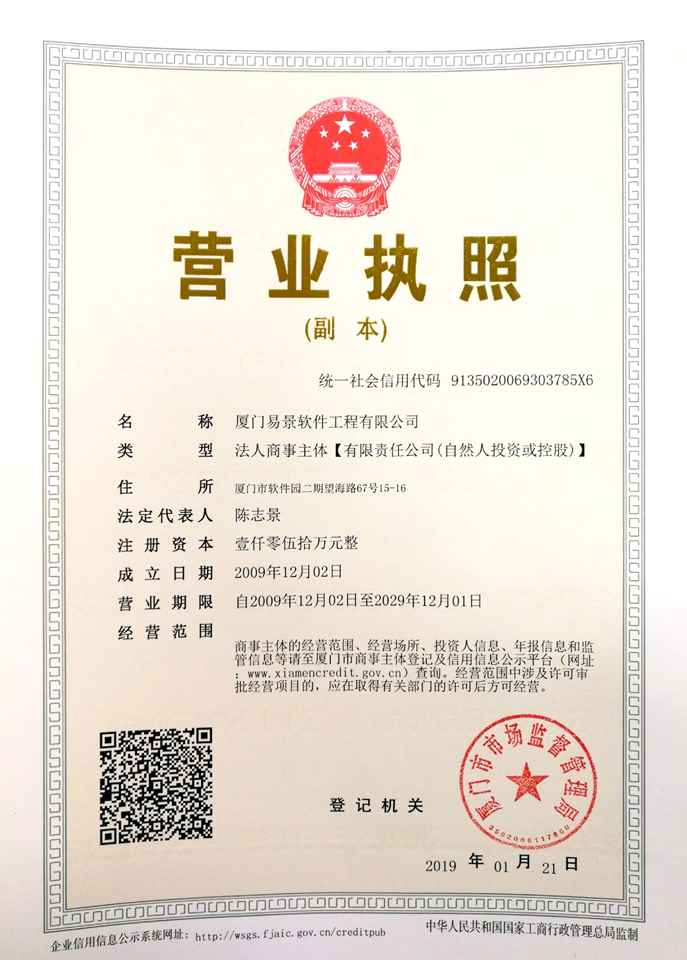 营业执照
(副 本)
统一社会信用代码 9135020069303785X6
名 称 厦门易景软件工程有限公司
类 型 法人商事主体【有限责任公司(自然人投资或控股)】
住 所 厦门市软件园二期望海路67号15-16
法定代表人 陈志景
注册资本 壹仟零伍拾万元整
成立日期 2009年12月02日
营业期限 自2009年12月02日至2029年12月01日
经营范围
商事主体的经营范围、经营场所、投资人信息、年报信息和监
管信息等请至厦门市商事主体登记及信用信息公示平台（网址
：www.xiamencredit.gov.cn）查询。经营范围中涉及许可审
批经营项目的，应在取得有关部门的许可后方可经营。
厦门市市场监督管理局
登记机关
2019 年 01 月 21 日
企业信用信息公示系统网址：http://wsgs.fjaic.gov.cn/creditpub
中华人民共和国国家工商行政管理总局监制